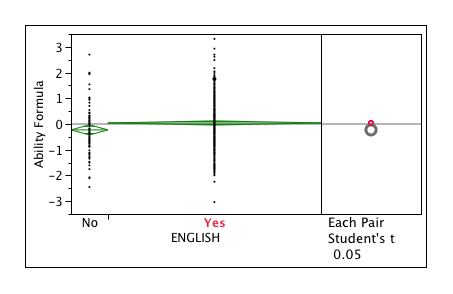 Ability Formula
3
2
1
0
-1
-2
-3
No
Yes
ENGLISH
Each Pair
Student's t
0.05